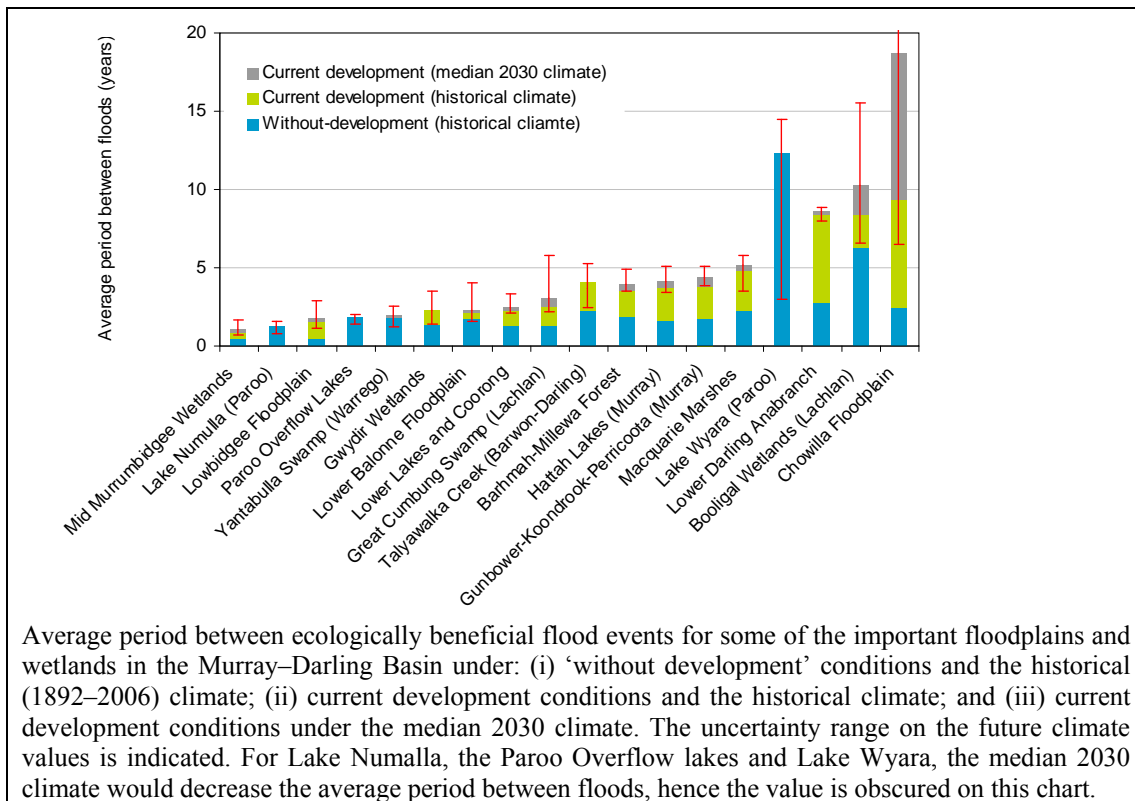 Average period between floods (years)
20
15
10
5
0
Current development (median 2030 climate)
Current development (historical climate)
Without-development (historical cliamte)
Mid Murrumbidgee Wetlands
Lake Numulla (Paroo)
Lowbidgee Floodplain
Paroo Overflow Lakes
Yantabulla Swamp (Warrego)
Gwydir Wetlands
Lower Balonne Floodplain
Lower Lakes and Coorong
Great Cumbung Swamp (Lachlan)
Talyawalka Creek (Barwon-Darling)
Barhmah-Millewa Forest
Hattah Lakes (Murray)
Gunbower-Koondrook-Perricoota (Murray)
Macquarie Marshes
Lake Wyara (Paroo)
Lower Darling Anabranch
Booligal Wetlands (Lachlan)
Chowilla Floodplain
Average period between ecologically beneficial flood events for some of the important floodplains and
wetlands in the Murray–Darling Basin under: (i) ‘without development’ conditions and the historical
(1892–2006) climate; (ii) current development conditions and the historical climate; and (iii) current
development conditions under the median 2030 climate. The uncertainty range on the future climate
values is indicated. For Lake Numalla, the Paroo Overflow lakes and Lake Wyara, the median 2030
climate would decrease the average period between floods, hence the value is obscured on this chart.